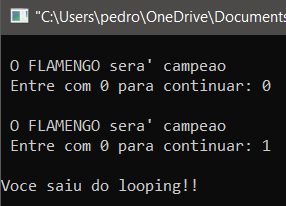 "C:\Users\pedro\OneDrive\Documents
O FLAMENGO sera' campeao
Entre com 0 para continuar: 0
O FLAMENGO sera' campeao
Entre com 0 para continuar: 1
Voce saiu do looping!!